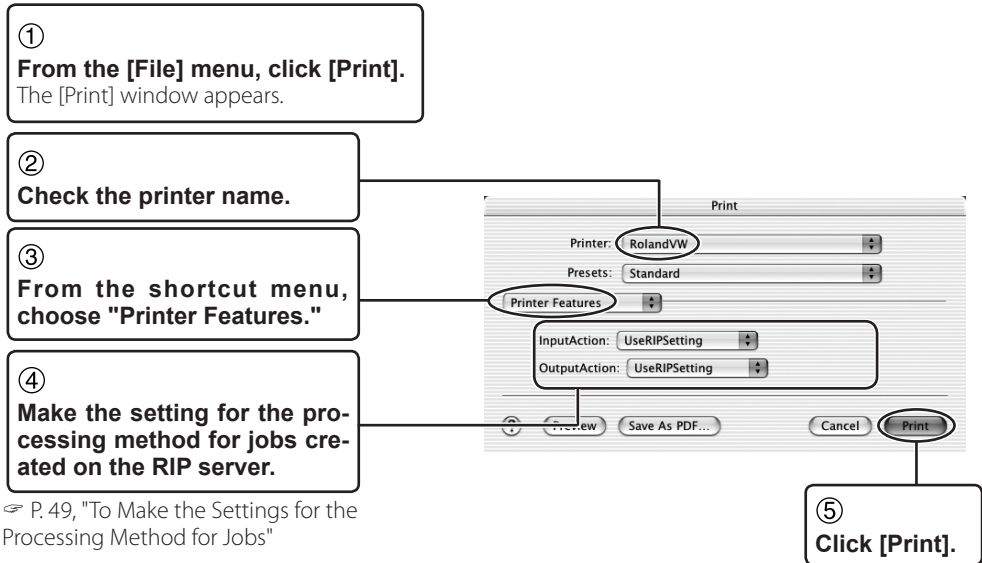 ①
From the [File] menu, click [Print].
The [Print] window appears.
②
Check the printer name.
③
From the shortcut menu,
choose "Printer Features."
④
Make the setting for the pro-
cessing method for jobs cre-
ated on the RIP server.
☞ P. 49, "To Make the Settings for the
Processing Method for Jobs"
Print
Printer: RolandVW
Presets: Standard
Printer Features
InputAction: UseRIPSetting
OutputAction: UseRIPSetting
? Preview Save As PDF... Cancel Print
⑤
Click [Print].